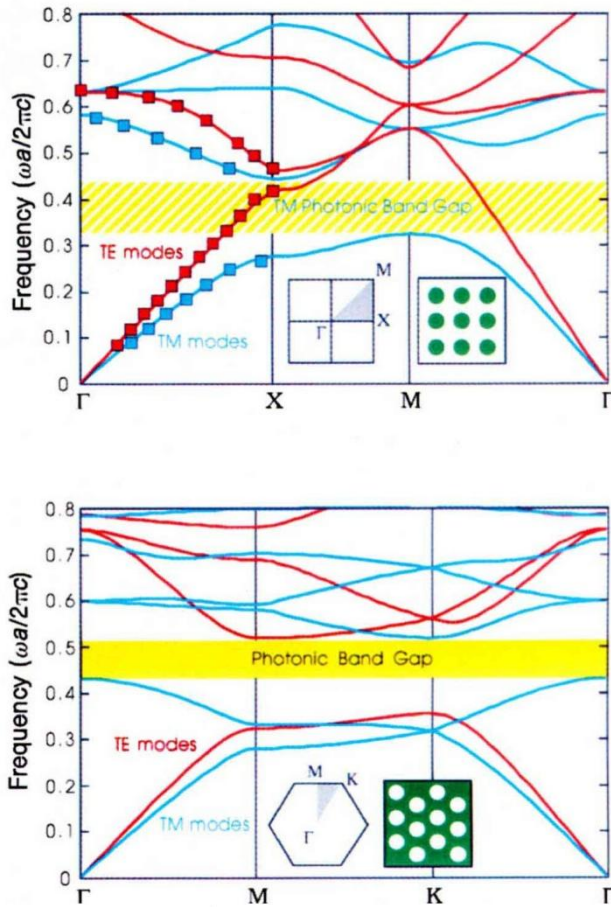 0.8
0.7
0.6
0.5
0.4
0.3
0.2
0.1
0
Frequency (ωa/2πc)
TM Photonic Band Gap
TE modes
TM modes
M
Γ
X
Γ
X
M
Γ
0.8
0.7
0.6
0.5
0.4
0.3
0.2
0.1
0
Frequency (ωa/2πc)
Photonic Band Gap
TE modes
TM modes
M
K
Γ
Γ
M
K
Γ